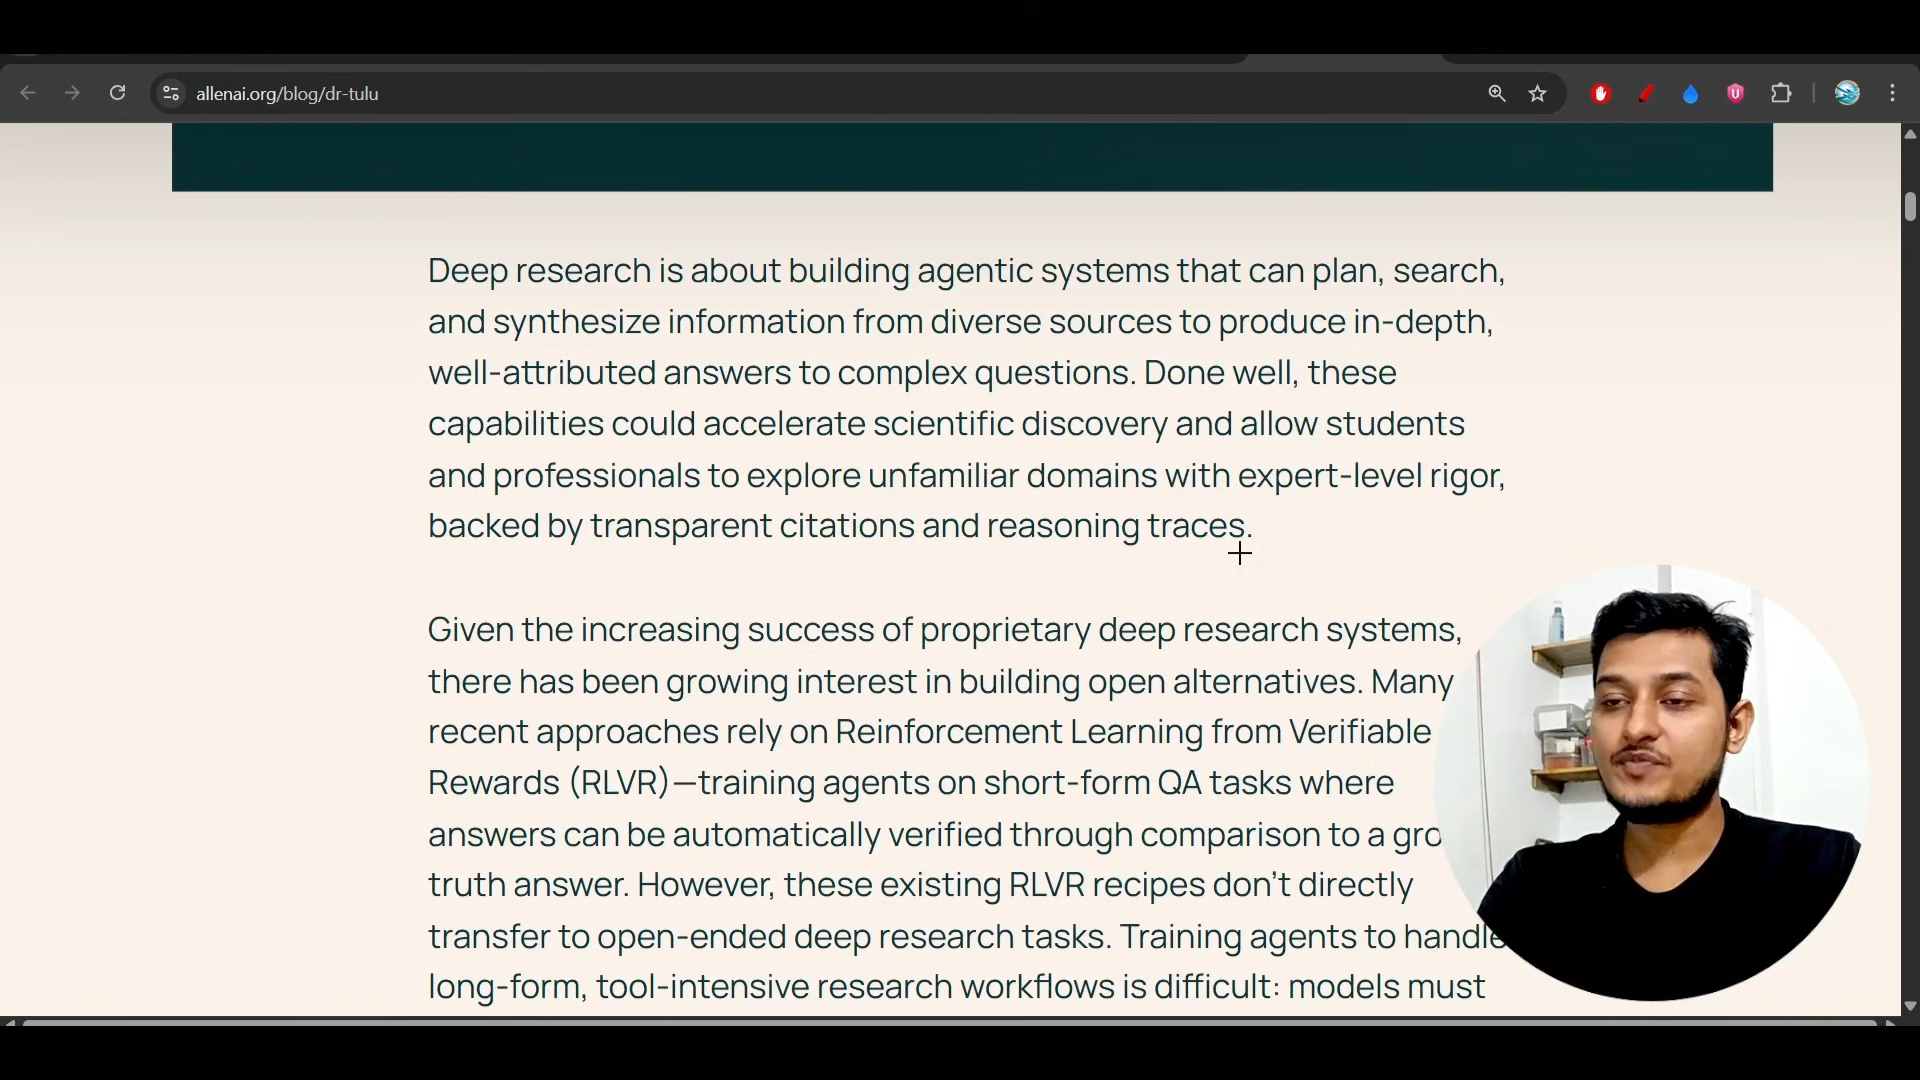 allenai.org/blog/dr-tulu
Deep research is about building agentic systems that can plan, search,
and synthesize information from diverse sources to produce in-depth,
well-attributed answers to complex questions. Done well, these
capabilities could accelerate scientific discovery and allow students
and professionals to explore unfamiliar domains with expert-level rigor,
backed by transparent citations and reasoning traces.
Given the increasing success of proprietary deep research systems,
there has been growing interest in building open alternatives. Many
recent approaches rely on Reinforcement Learning from Verifiable
Rewards (RLVR)—training agents on short-form QA tasks where
answers can be automatically verified through comparison to a
truth answer. However, these existing RLVR recipes don’t directly
transfer to open-ended deep research tasks. Training agents to handle
long-form, tool-intensive research workflows is difficult: models must